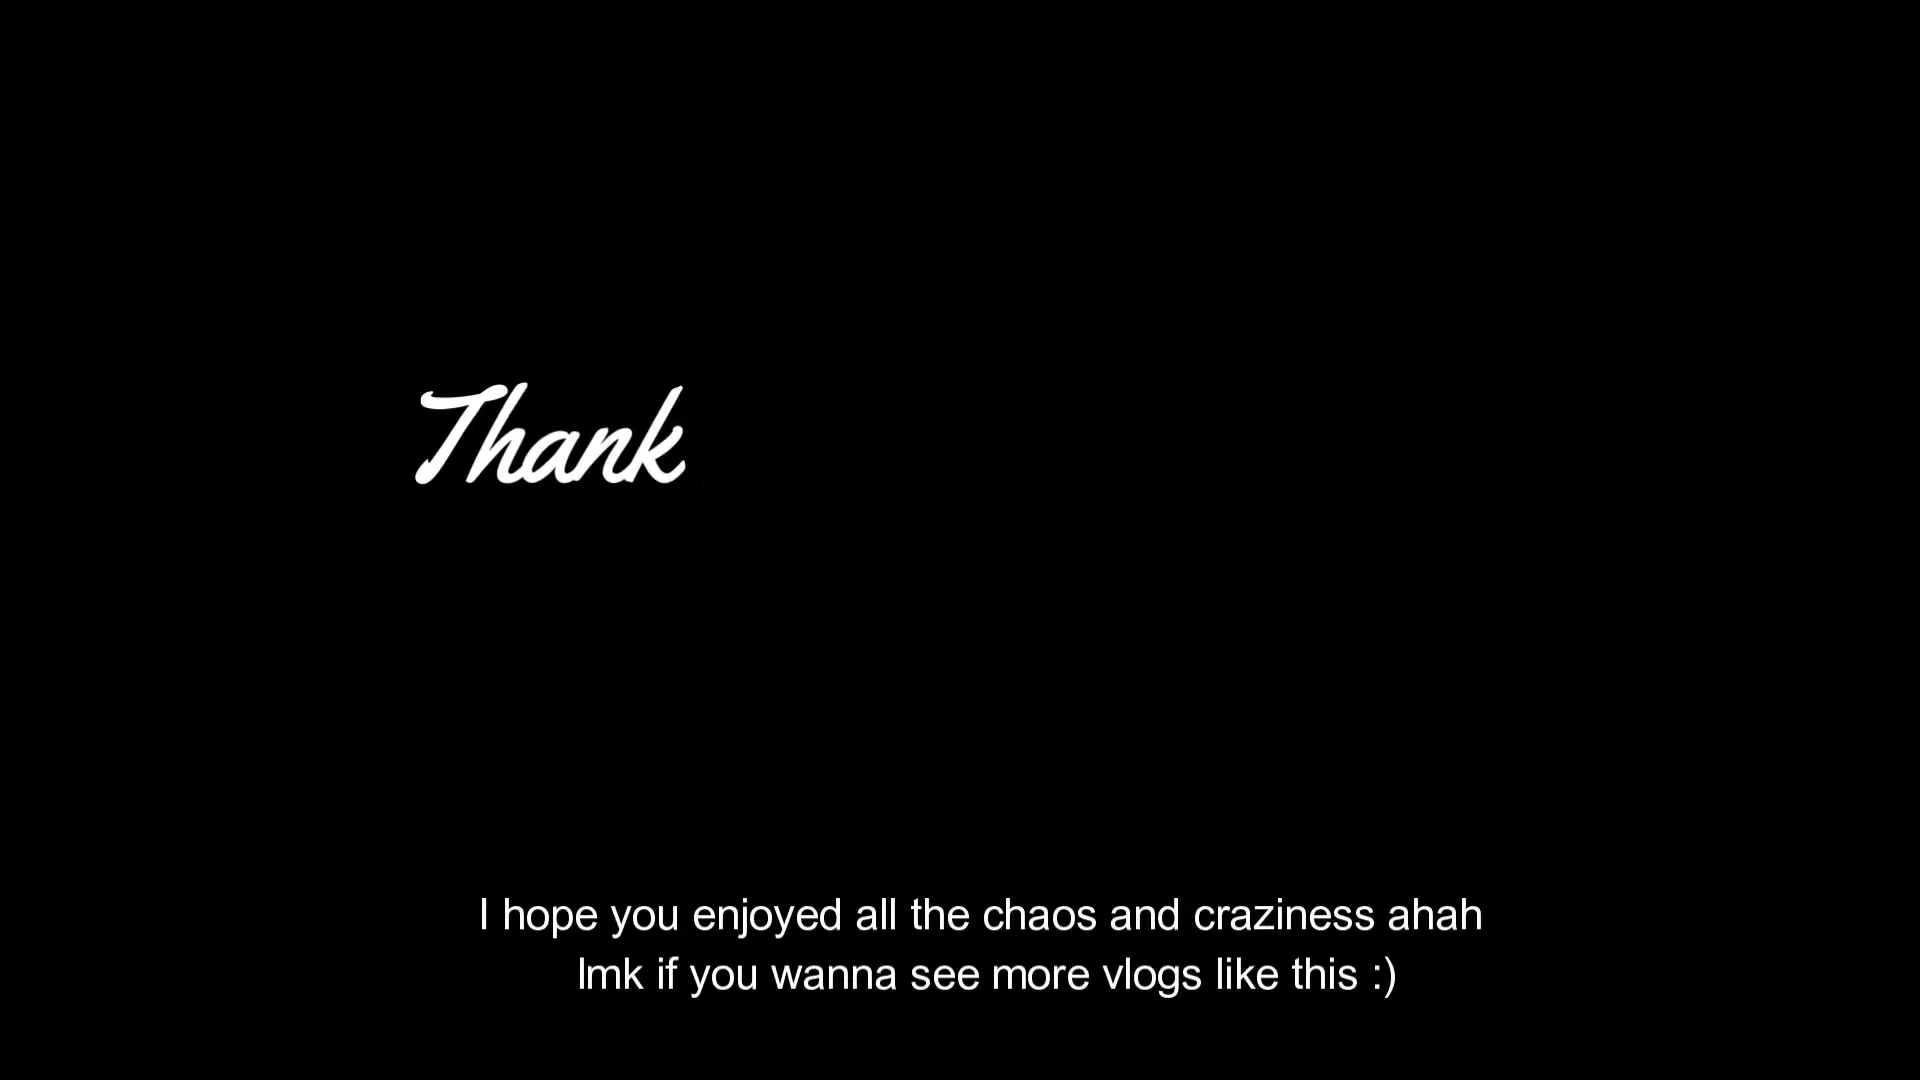 Thank
I hope you enjoyed all the chaos and craziness ahah
lmk if you wanna see more vlogs like this :)